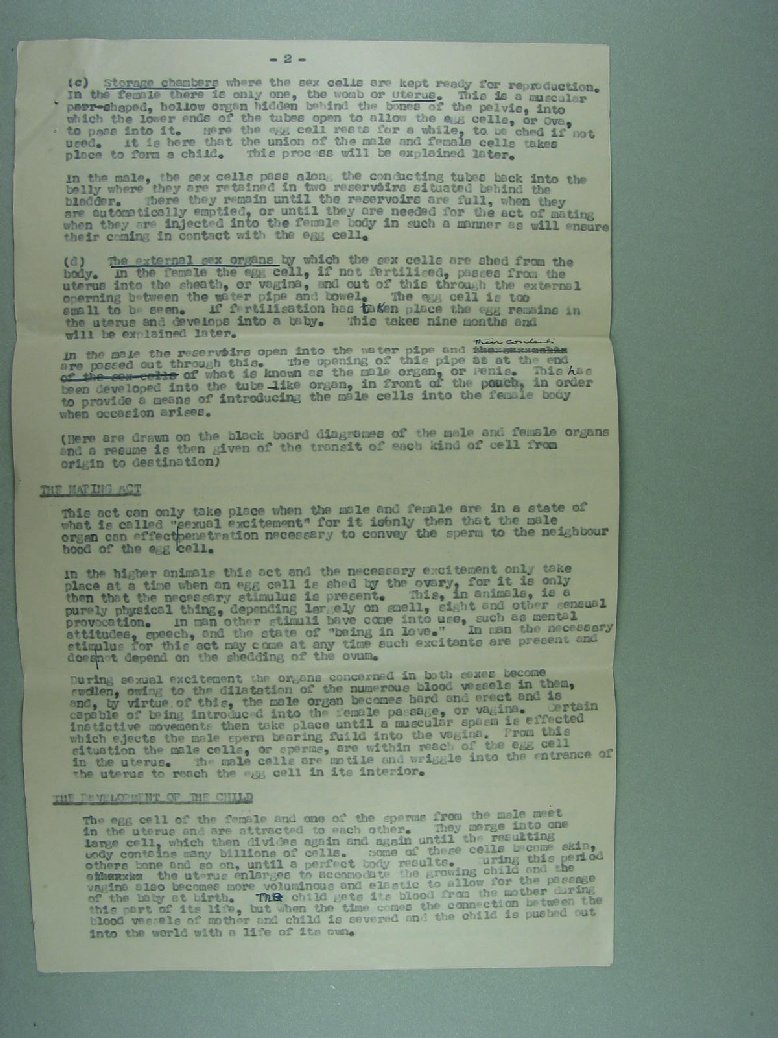 - 2 -
(c) Storage chambers where the sex cells are kept ready for reproduction.
In the female there is only one, the womb or uterus. This is a muscular
pear-shaped, hollow organ hidden behind the bones of the pelvis, into
which the lower ends of the tubes open to allow the egg cells, or Ova,
to pass into it. Here the egg cell rests for a while, to be ched if not
used. It is here that the union of the male and female cells takes
place to form a child. This process will be explained later.
In the male, the sex cells pass along the conducting tubes back into the
belly where they are retained in two reservoirs situated behind the
bladder. There they remain until the reservoirs are full, when they
are automatically emptied, or until they are needed for the act of mating
when they are injected into the female body in such a manner as will ensure
their coming in contact with the egg cell.
(d) The external sex organs by which the sex cells are shed from the
body. In the female the egg cell, if not fertilised, passes from the
uterus into the sheath, or vagina, and out of this through the external
operning between the water pipe and bowel. The egg cell is too
small to be seen. If fertilisation has taken place the egg remains in
the uterus and develops into a baby. This takes nine months and
will be explained later.
In the male the reservoirs open into the water pipe and their contents
are passed out through this. The opening of this pipe as at the end
of the sex cells of what is known as the male organ, or Penis. This has
been developed into the tube-like organ, in front of the pouch, in order
to provide a means of introducing the male cells into the female body
when occasion arises.
(Here are drawn on the black board diagrames of the male and female organs
and a resume is then given of the transit of each kind of cell from
origin to destination)
THE MATING ACT
This act can only take place when the male and female are in a state of
what is called "sexual excitement" for it is only then that the male
organ can effect penetration necessary to convey the sperm to the neighbour
hood of the egg cell.
In the higher animals this act and the necessary excitement only take
place at a time when an egg cell is shed by the ovary, for it is only
then that the necessary stimulus is present. This, in animals, is a
purely physical thing, depending largely on smell, sight and other sensual
provocation. In man other stimuli have come into use, such as mental
attitudes, speech, and the state of "being in love." In man the necessary
stimulus for this act may come at any time such excitants are present and
does not depend on the shedding of the ovum.
During sexual excitement the organs concerned in both sexes become
swollen, owing to the dilatation of the numerous blood vessels in them,
and, by virtue of this, the male organ becomes hard and erect and is
capable of being introduced into the female passage, or vagina. Certain
instictive movements then take place until a muscular spasm is effected
which ejects the male sperm bearing fuild into the vagina. From this
situation the male cells, or sperms, are within reach of the egg cell
in the uterus. The male cells are motile and wriggle into the entrance of
the uterus to reach the egg cell in its interior.
THE DEVELOPMENT OF THE CHILD
The egg cell of the female and one of the sperms from the male meet
in the uterus and are attracted to each other. They merge into one
large cell, which then divides again and again until the resulting
body contains many billions of cells. Some of these cells become skin,
others bone and so on, until a perfect body results. During this period
the uterus enlarges to accomodate the growing child and the
vagina also becomes more voluminous and elastic to allow for the passage
of the baby at birth. The child gets its blood from the mother during
this part of its life, but when the time comes the connection between the
blood vessels of mother and child is severed and the child is pushed out
into the world with a life of its own.